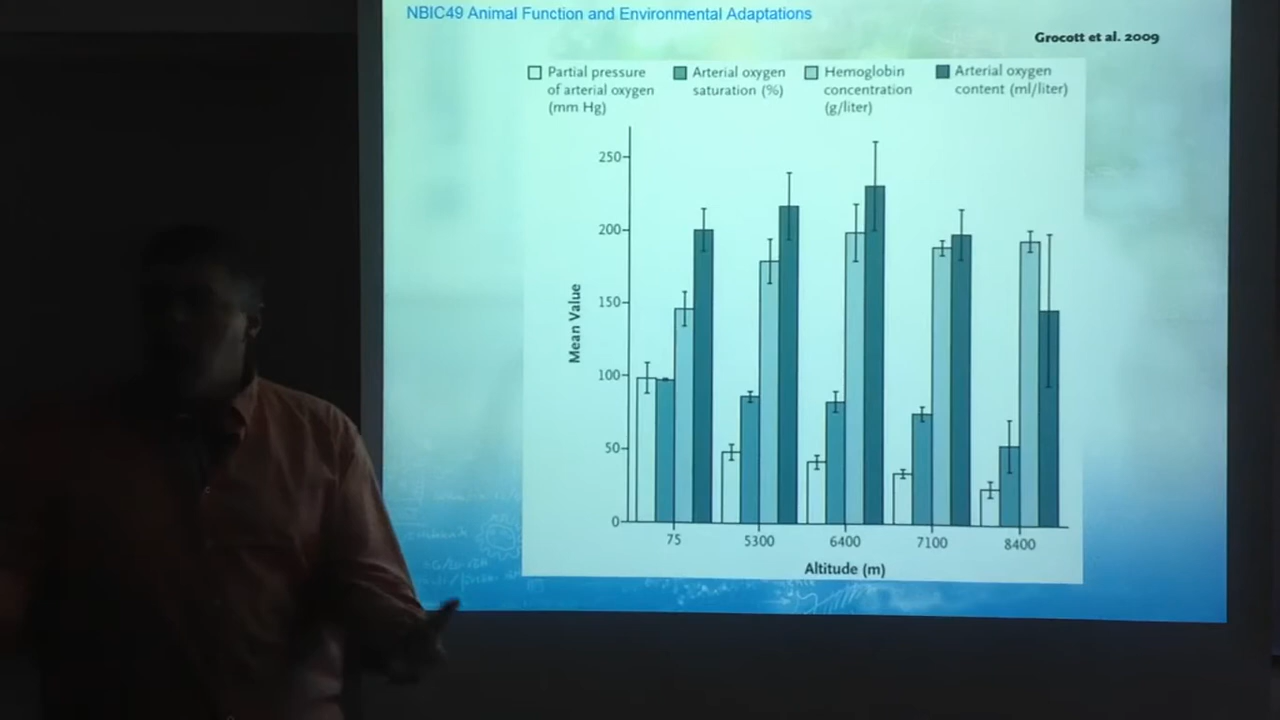 NBIC49 Animal Function and Environmental Adaptations
Grocott et al. 2009
Partial pressure
of arterial oxygen
(mm Hg)
Arterial oxygen
saturation (%)
Hemoglobin
concentration
(g/liter)
Arterial oxygen
content (ml/liter)
250
200
150
100
50
0
Mean Value
75
5300
6400
7100
8400
Altitude (m)